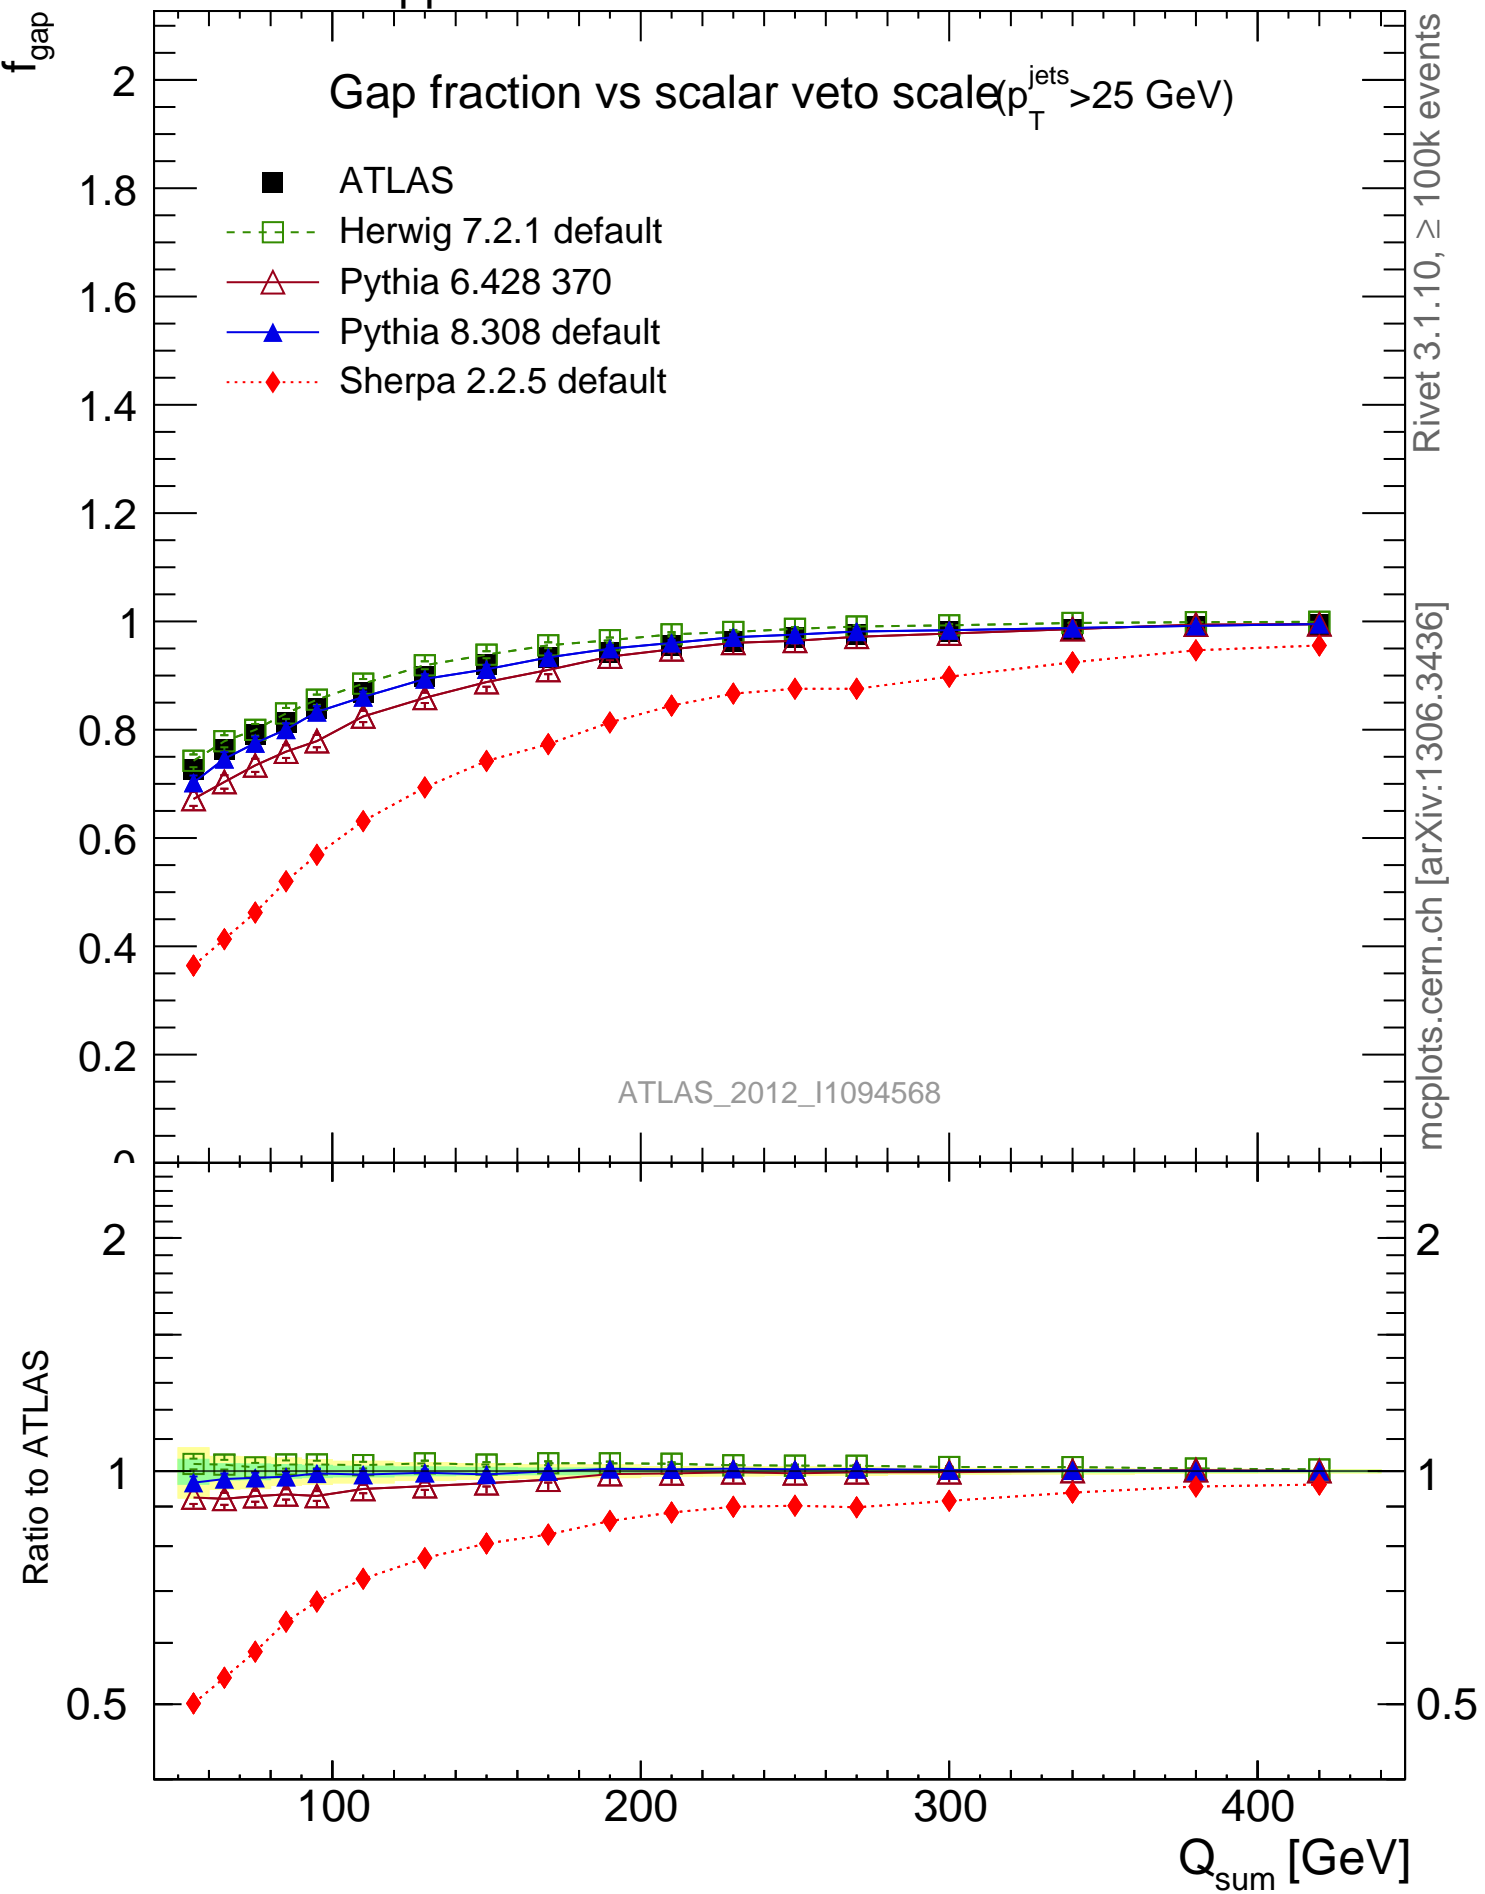 f_gap
Gap fraction vs scalar veto scale (p_T^jets>25 GeV)
ATLAS
Herwig 7.2.1 default
Pythia 6.428 370
Pythia 8.308 default
Sherpa 2.2.5 default
2
1.8
1.6
1.4
1.2
1
0.8
0.6
0.4
0.2
0
ATLAS_2012_I1094568
Rivet 3.1.10, ≥ 100k events
mcplots.cern.ch [arXiv:1306.3436]
Ratio to ATLAS
2
1
0.5
2
1
0.5
100 200 300 400
Q_sum [GeV]